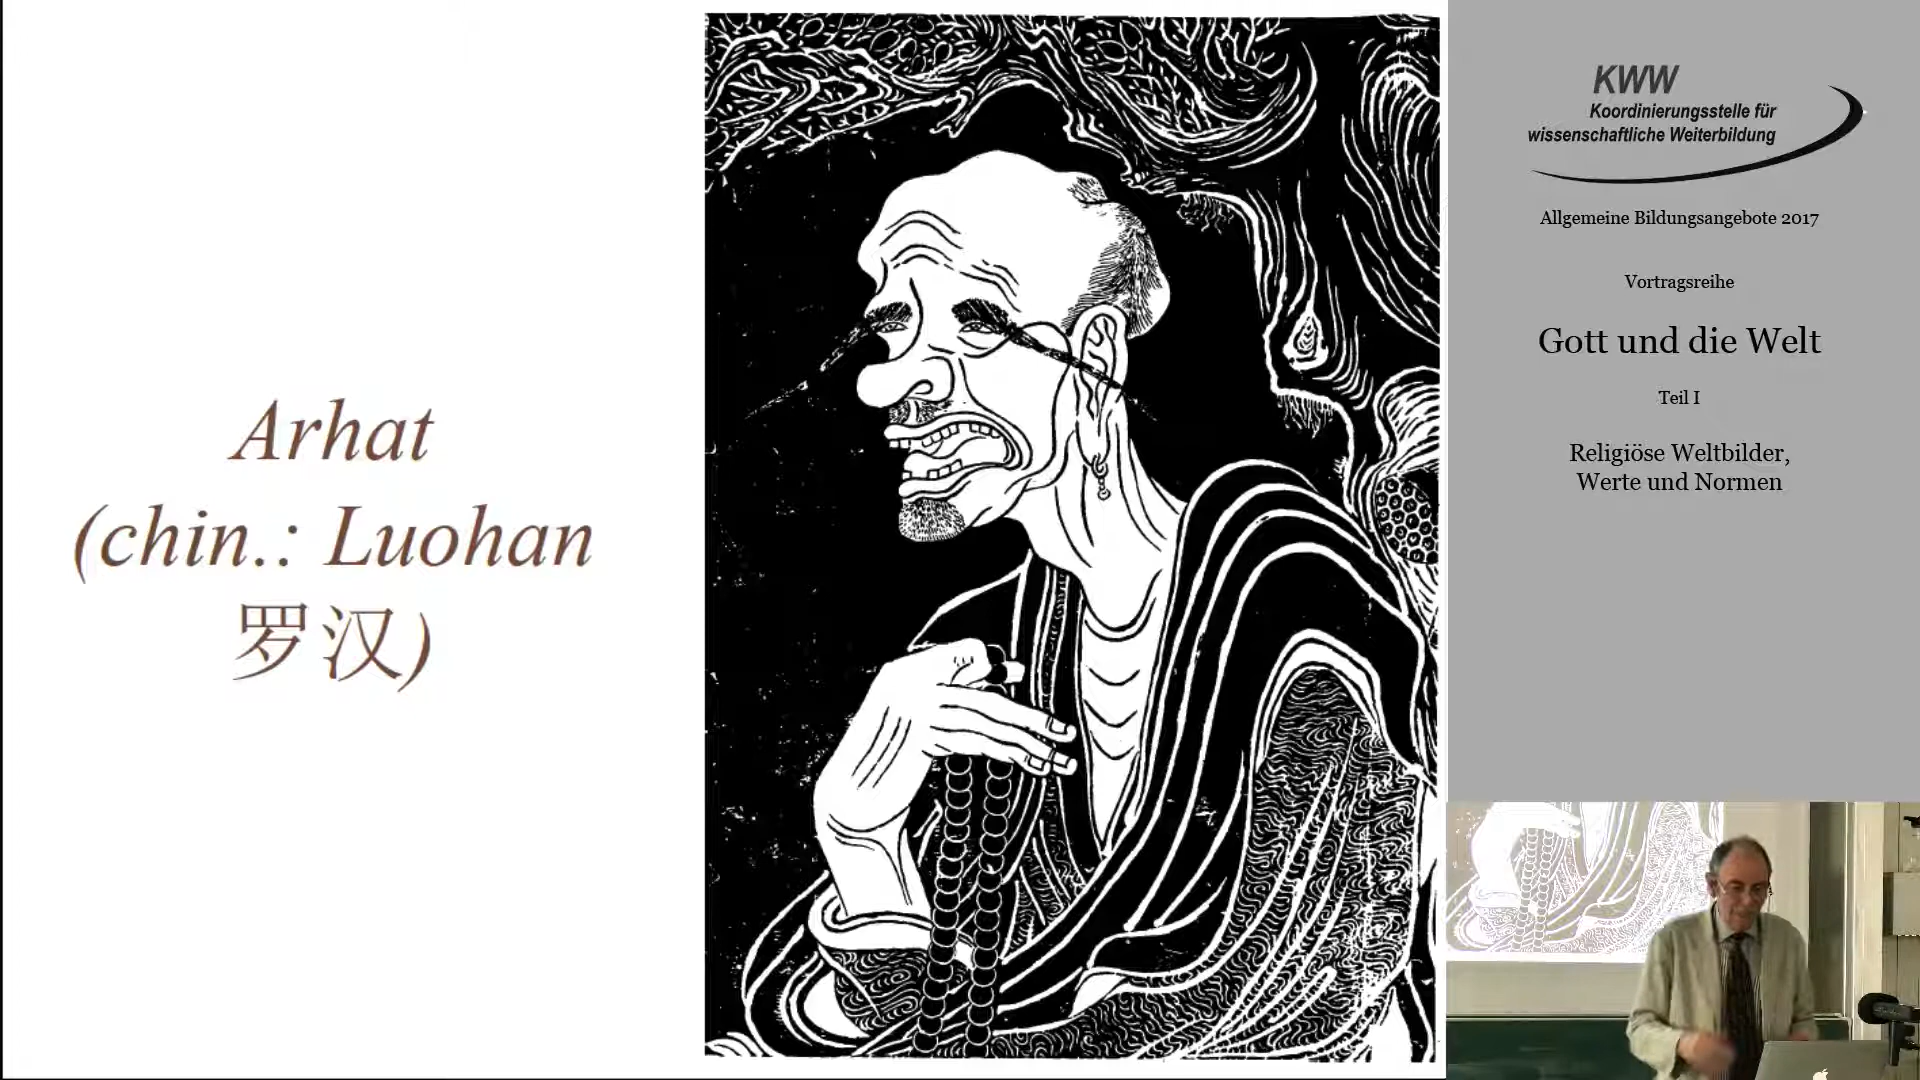 Arhat
(chin.: Luohan
罗汉)
KWW
Koordinierungsstelle für
wissenschaftliche Weiterbildung
Allgemeine Bildungsangebote 2017
Vortragsreihe
Gott und die Welt
Teil I
Religiöse Weltbilder,
Werte und Normen